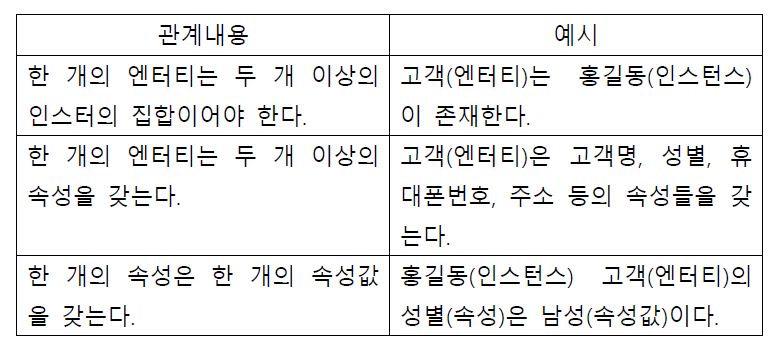 관계내용
예시
한 개의 엔터티는 두 개 이상의
인스터의 집합이어야 한다.
고객(엔터티)는 홍길동(인스턴스)
이 존재한다.
한 개의 엔터티는 두 개 이상의
속성을 갖는다.
고객(엔터티)은 고객명, 성별, 휴
대폰번호, 주소 등의 속성들을 갖
는다.
한 개의 속성은 한 개의 속성값
을 갖는다.
홍길동(인스턴스) 고객(엔터티)의
성별(속성)은 남성(속성값)이다.